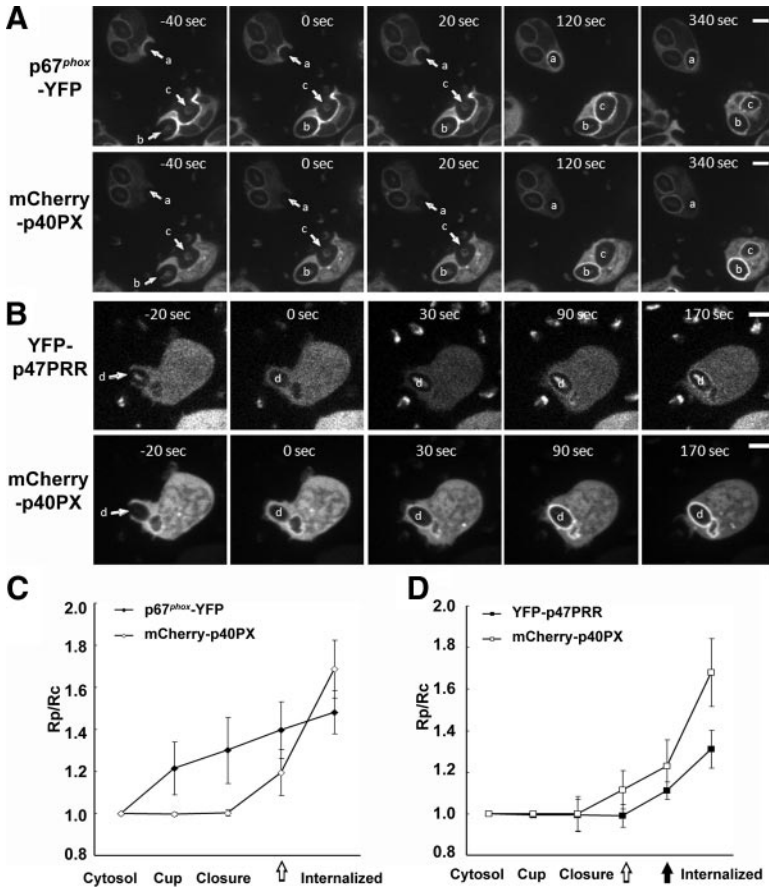 A
p67phox
-YFP
-40 sec
0 sec
20 sec
120 sec
340 sec
a
a
a
a
a
c
c
c
c
c
b
b
b
b
b
mCherry
-p40PX
-40 sec
0 sec
20 sec
120 sec
340 sec
a
a
a
a
a
c
c
c
c
b
b
b
b
b
B
YFP-
p47PRR
-20 sec
0 sec
30 sec
90 sec
170 sec
d
d
d
d
d
mCherry
-p40PX
-20 sec
0 sec
30 sec
90 sec
170 sec
d
d
d
d
d
C
2.0
1.8
1.6
1.4
1.2
1.0
0.8
Rp/Rc
p67phox-YFP
mCherry-p40PX
Cytosol Cup Closure Internalized
D
2.0
1.8
1.6
1.4
1.2
1.0
0.8
Rp/Rc
YFP-p47PRR
mCherry-p40PX
Cytosol Cup Closure Internalized